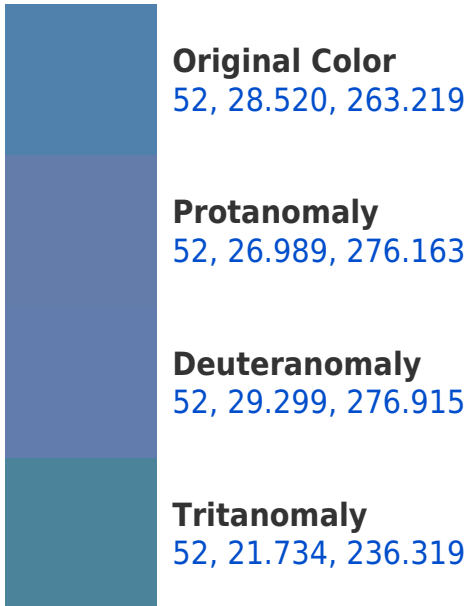 Original Color
52, 28.520, 263.219
Protanomaly
52, 26.989, 276.163
Deuteranomaly
52, 29.299, 276.915
Tritanomaly
52, 21.734, 236.319